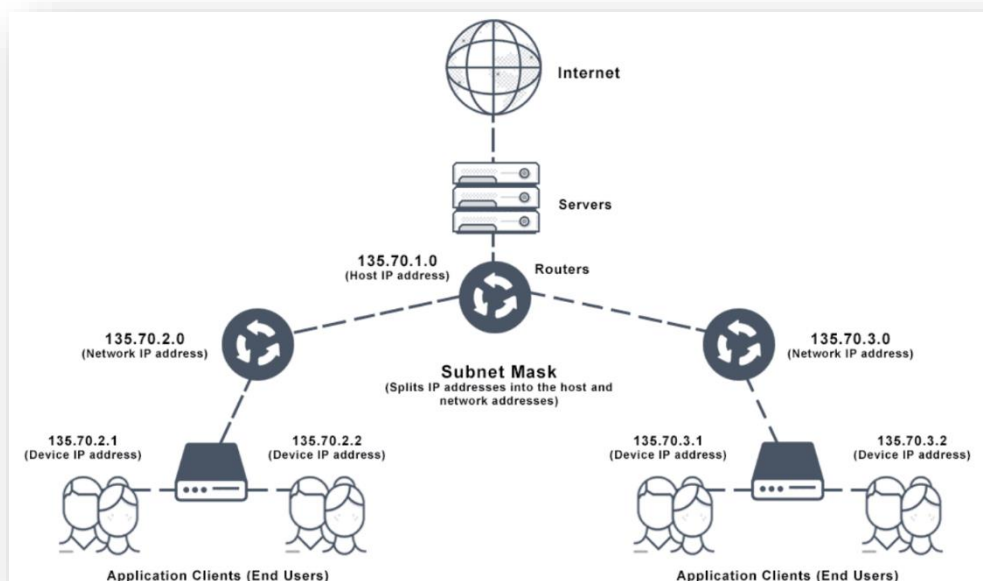 Internet
Servers
135.70.1.0
(Host IP address)
Routers
135.70.2.0
(Network IP address)
135.70.3.0
(Network IP address)
Subnet Mask
(Splits IP addresses into the host and
network addresses)
135.70.2.1
(Device IP address)
135.70.2.2
(Device IP address)
135.70.3.1
(Device IP address)
135.70.3.2
(Device IP address)
Application Clients (End Users)
Application Clients (End Users)